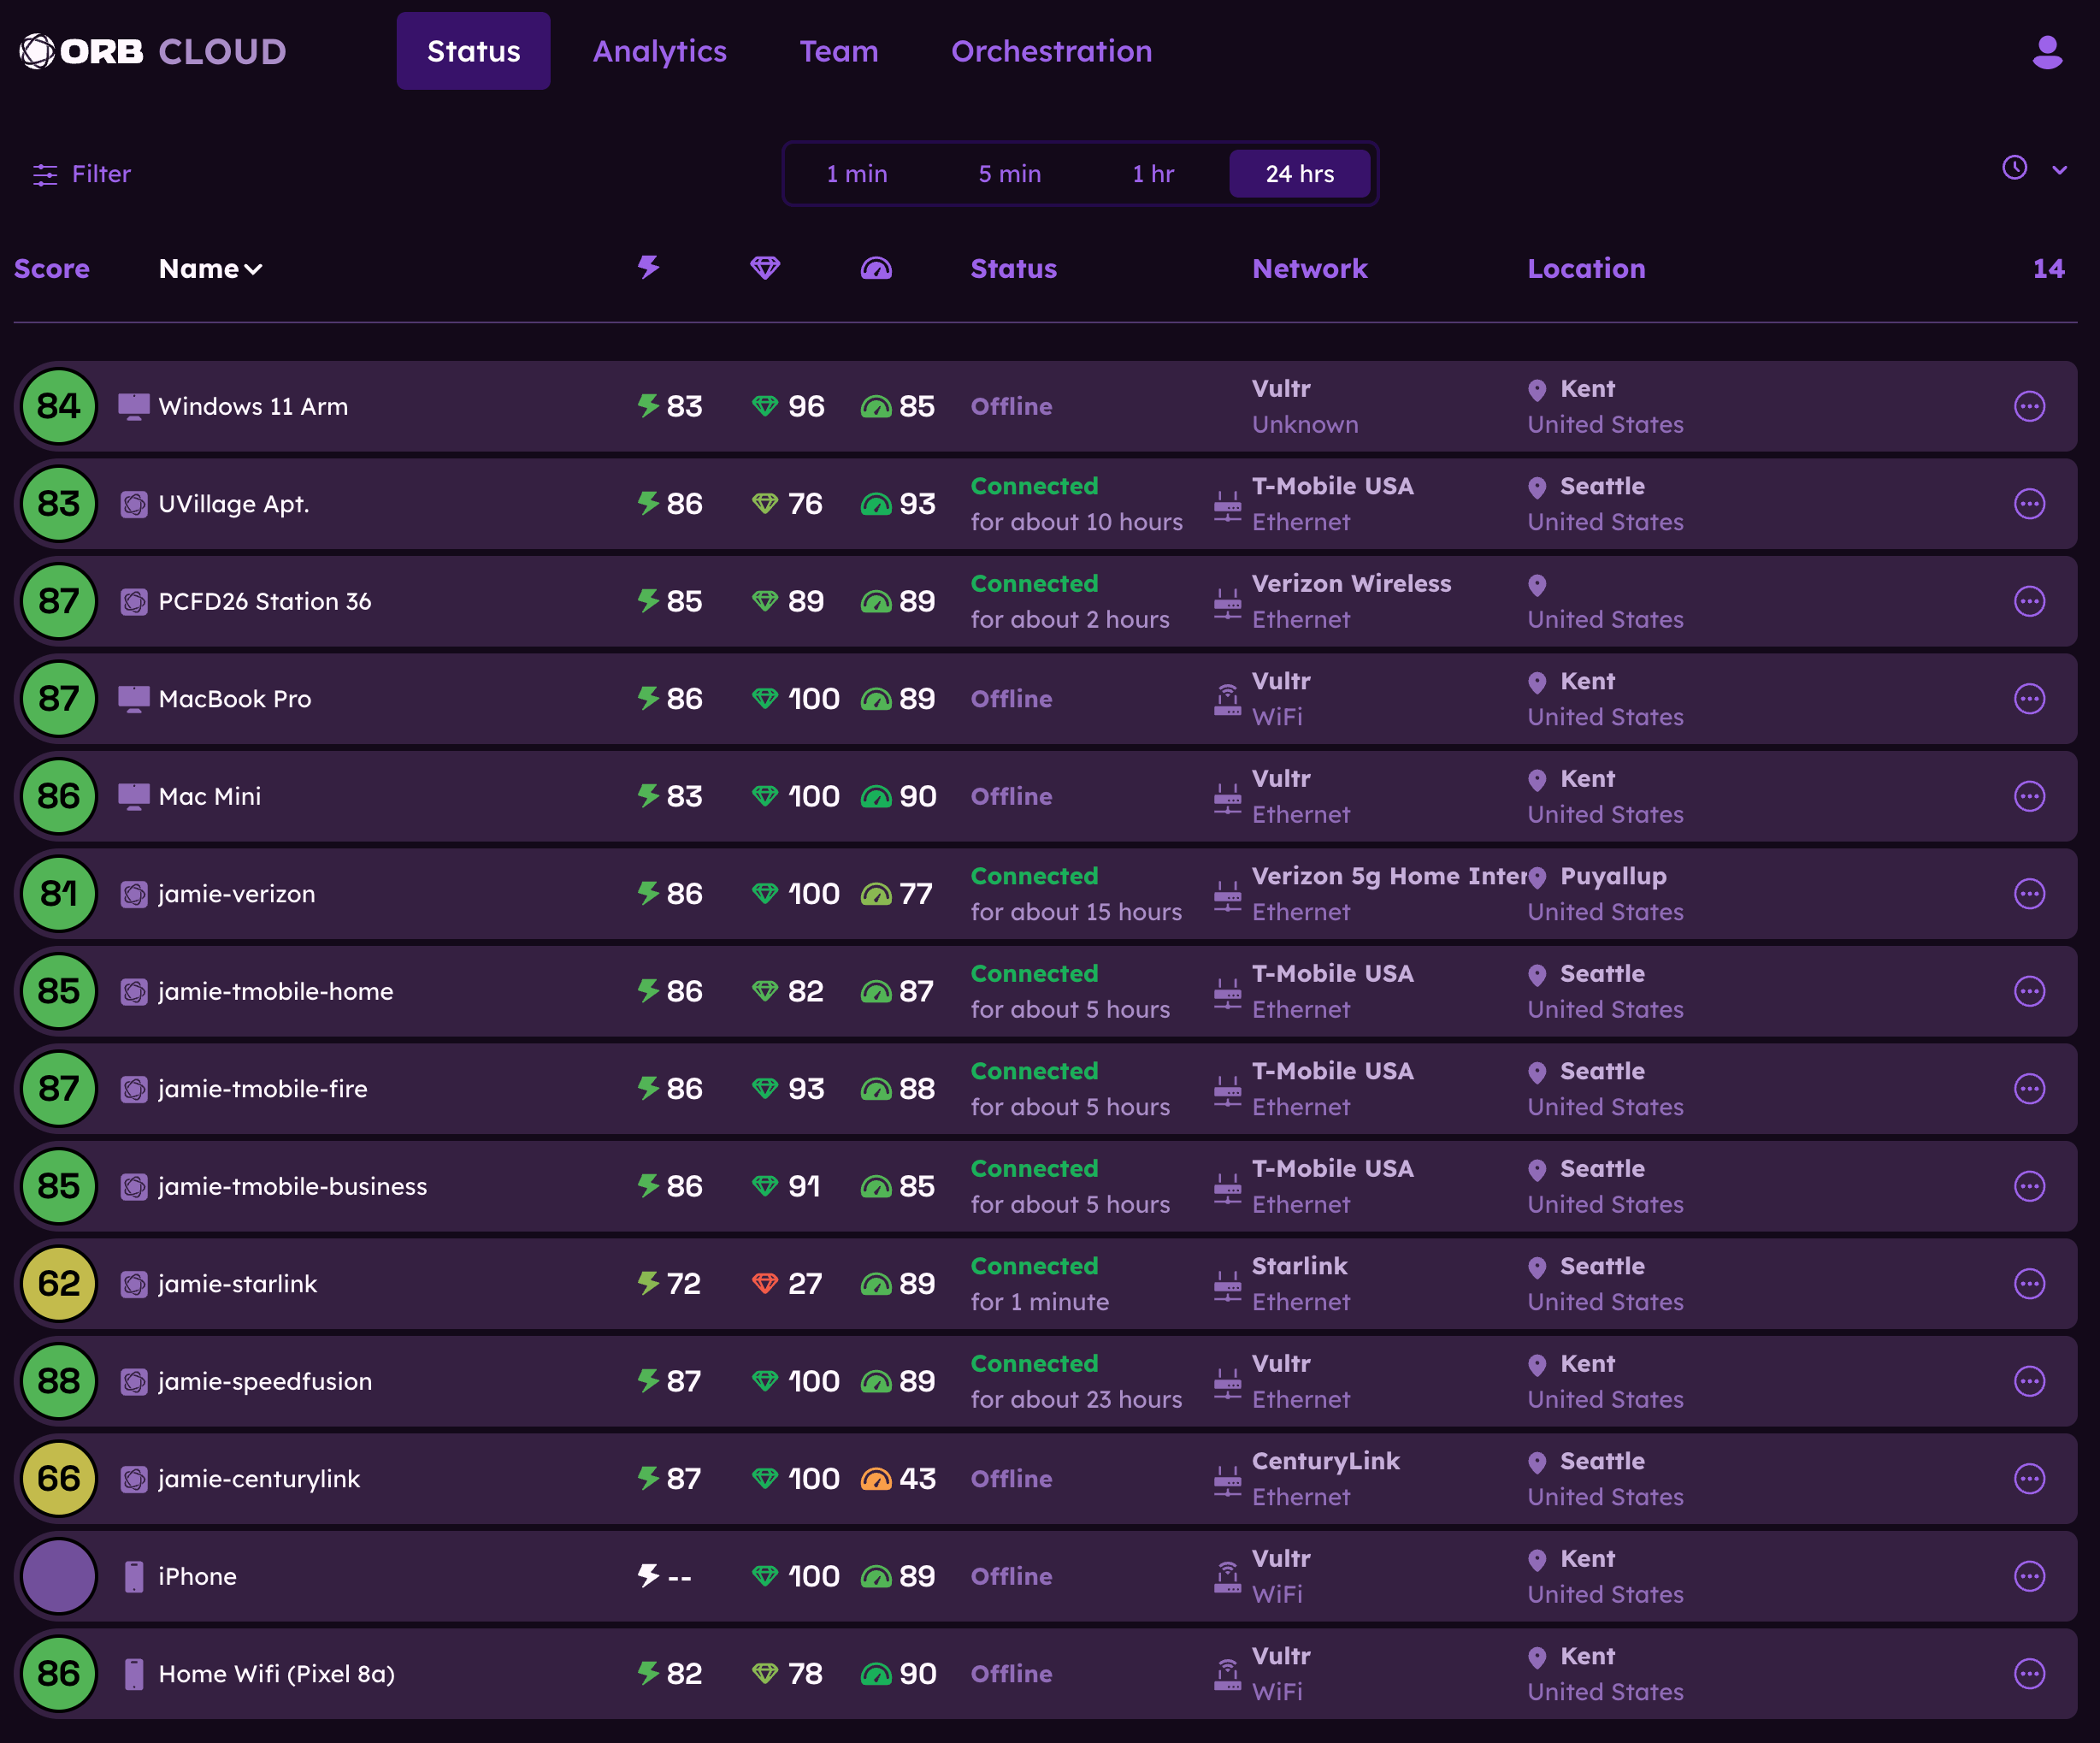 ORB CLOUD Status Analytics Team Orchestration
Filter 1 min 5 min 1 hr 24 hrs
Score Name Status Network Location 14
84 Windows 11 Arm 83 96 85 Offline Vultr Kent
Unknown United States
83 UVillage Apt. 86 76 93 Connected T-Mobile USA Seattle
for about 10 hours Ethernet United States
87 PCFD26 Station 36 85 89 89 Connected Verizon Wireless
for about 2 hours Ethernet United States
87 MacBook Pro 86 100 89 Offline Vultr Kent
WiFi United States
86 Mac Mini 83 100 90 Offline Vultr Kent
Ethernet United States
81 jamie-verizon 86 100 77 Connected Verizon 5g Home Inter Puyallup
for about 15 hours Ethernet United States
85 jamie-tmobile-home 86 82 87 Connected T-Mobile USA Seattle
for about 5 hours Ethernet United States
87 jamie-tmobile-fire 86 93 88 Connected T-Mobile USA Seattle
for about 5 hours Ethernet United States
85 jamie-tmobile-business 86 91 85 Connected T-Mobile USA Seattle
for about 5 hours Ethernet United States
62 jamie-starlink 72 27 89 Connected Starlink Seattle
for 1 minute Ethernet United States
88 jamie-speedfusion 87 100 89 Connected Vultr Kent
for about 23 hours Ethernet United States
66 jamie-centurylink 87 100 43 Offline CenturyLink Seattle
Ethernet United States
iPhone -- 100 89 Offline Vultr Kent
WiFi United States
86 Home Wifi (Pixel 8a) 82 78 90 Offline Vultr Kent
WiFi United States